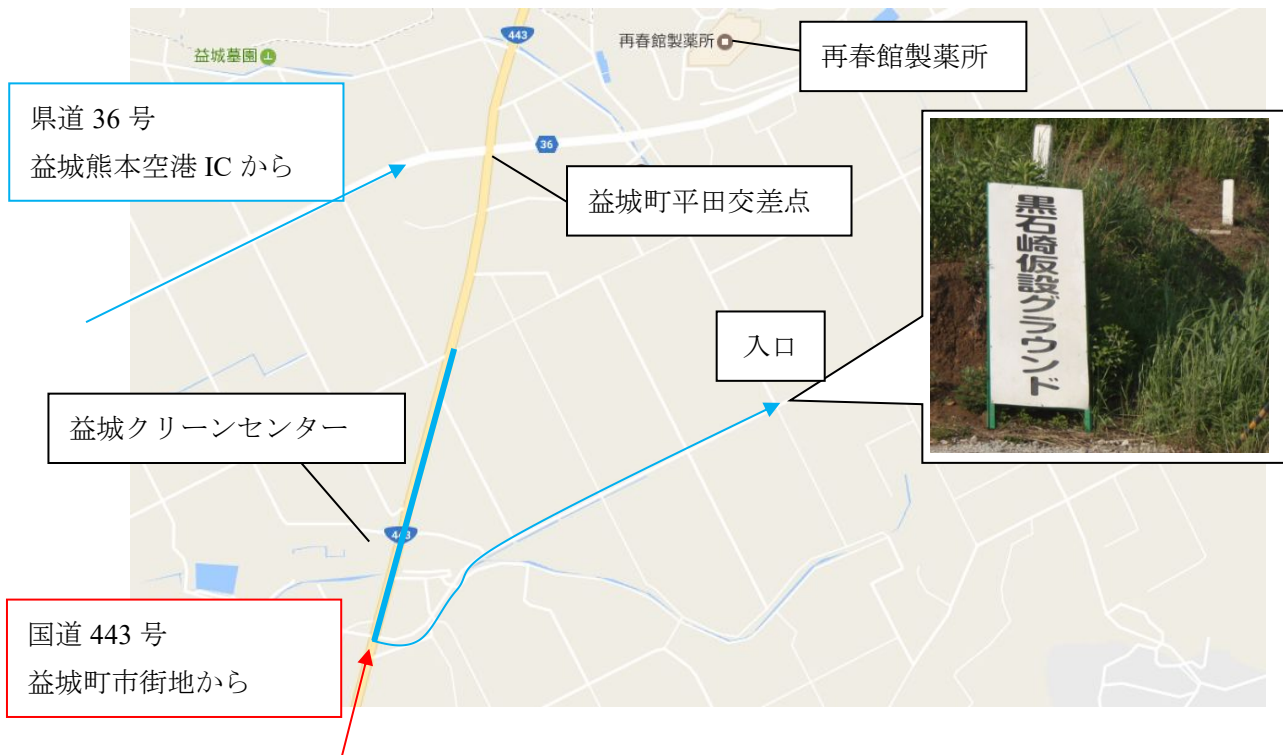 443
益城墓園
再春館製薬所
再春館製薬所
県道 36 号
益城熊本空港 IC から
36
益城町平田交差点
黒石崎仮設グラウンド
入口
益城クリーンセンター
443
国道 443 号
益城町市街地から